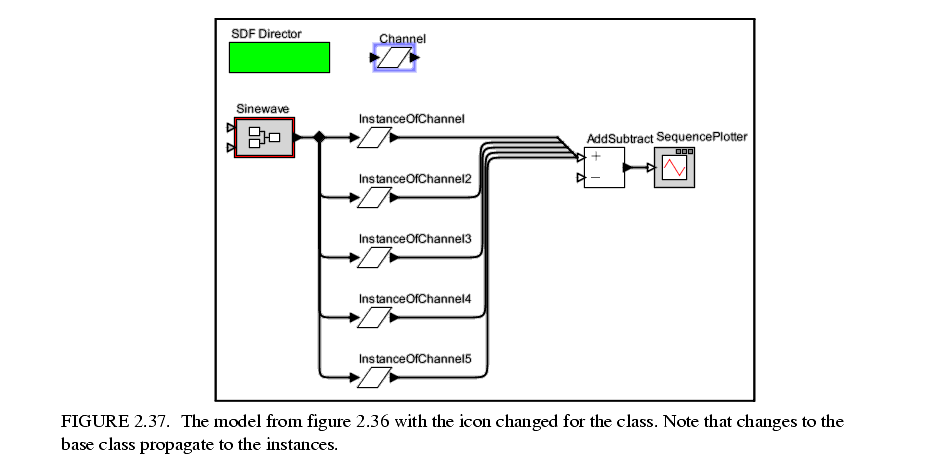 SDF Director
Channel
Sinewave
InstanceOfChannel
AddSubtract
SequencePlotter
+
−
InstanceOfChannel2
InstanceOfChannel3
InstanceOfChannel4
InstanceOfChannel5
FIGURE 2.37. The model from figure 2.36 with the icon changed for the class. Note that changes to the
base class propagate to the instances.